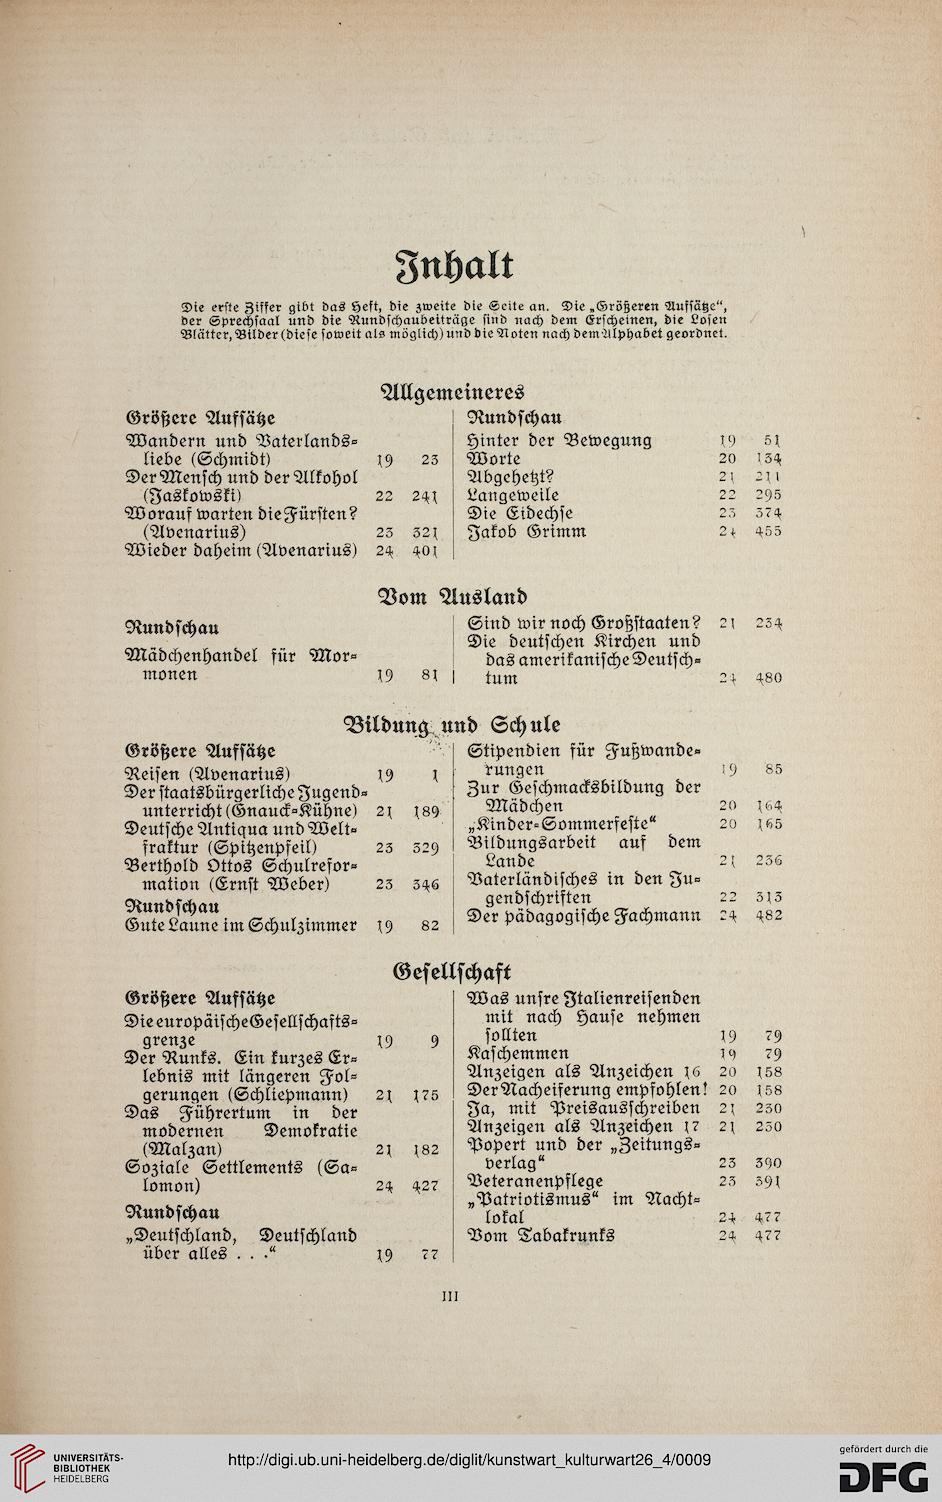 Inhalt
Die erste Ziffer gibt das Heft, die zweite die Seite an. Die „Größeren Aufsätze“,
der Sprechsaal und die Rundschaubeiträge sind nach dem Erscheinen, die Losen
Blätter, Bilder (diese soweit als möglich) und die Noten nach dem Alphabet geordnet.
Allgemeineres
Größere Aufsätze
Wandern und Vaterlands-
liebe (Schmidt) 19 23
Der Mensch und der Alkohol
(Jaskowski) 22 241
Worauf warten die Fürsten?
(Avenarius) 23 321
Wieder daheim (Avenarius) 24 401
Rundschau
Hinter der Bewegung 19 51
Worte 20 134
Abgehetzt? 21 211
Langeweile 22 295
Die Eidechse 23 374
Jakob Grimm 24 455
Vom Ausland
Rundschau
Mädchenhandel für Mor-
monen 19 81
Sind wir noch Großstaaten? 21 234
Die deutschen Kirchen und
das amerikanische Deutsch-
tum 24 480
Bildung und Schule
Größere Aufsätze
Reisen (Avenarius) 19 1
Der staatsbürgerliche Jugend-
unterricht (Gnauck-Kühne) 21 189
Deutsche Antiqua und Welt-
fraktur (Spitzenpfeil) 23 329
Berthold Ottos Schulrefor-
mation (Ernst Weber) 23 346
Rundschau
Gute Laune im Schulzimmer 19 82
Stipendien für Fußwande-
rungen 19 85
Zur Geschmacksbildung der
Mädchen 20 164
„Kinder-Sommerfeste“ 20 165
Bildungsarbeit auf dem
Lande 21 236
Vaterländisches in den Ju-
gendschriften 22 313
Der pädagogische Fachmann 24 482
Gesellschaft
Größere Aufsätze
Die europäische Gesellschafts-
grenze 19 9
Der Runks. Ein kurzes Er-
lebnis mit längeren Fol-
gerungen (Schliepmann) 21 175
Das Führertum in der
modernen Demokratie
(Malzan) 21 182
Soziale Settlements (Sa-
lomon) 24 427
Rundschau
„Deutschland, Deutschland
über alles . . .“ 19 77
Was unsre Italienreisenden
mit nach Hause nehmen
sollten 19 79
Kaschemmen 19 79
Anzeigen als Anzeichen 16 20 158
Der Nacheiferung empfohlen! 20 158
Ja, mit Preisausschreiben 21 230
Anzeigen als Anzeichen 17 21 230
Popert und der „Zeitungs-
verlag“ 23 390
Veteranenpflege 23 391
„Patriotismus“ im Nacht-
lokal 24 477
Vom Tabakrunks 24 477
III
UNIVERSITÄTS-
BIBLIOTHEK
HEIDELBERG
http://digi.ub.uni-heidelberg.de/diglit/kunstwart_kulturwart26_4/0009
gefördert durch die
DFG